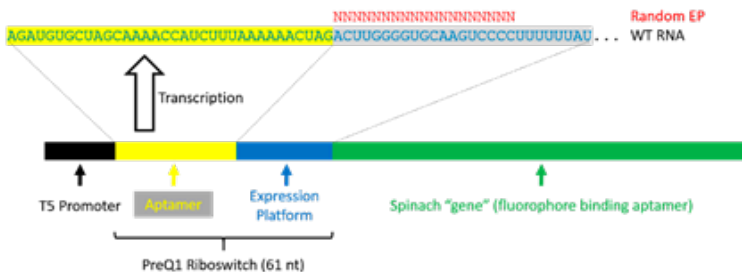 NNNNNNNNNNNNNNNNNNN Random EP
AGAUGUGCUAGCAAAACCAUCUUUAAAAAACUAGACUUGGGGUGCAAGUCCCCUUUUUUAU... WT RNA
Transcription
T5 Promoter
Aptamer
Expression
Platform
Spinach “gene” (fluorophore binding aptamer)
PreQ1 Riboswitch (61 nt)